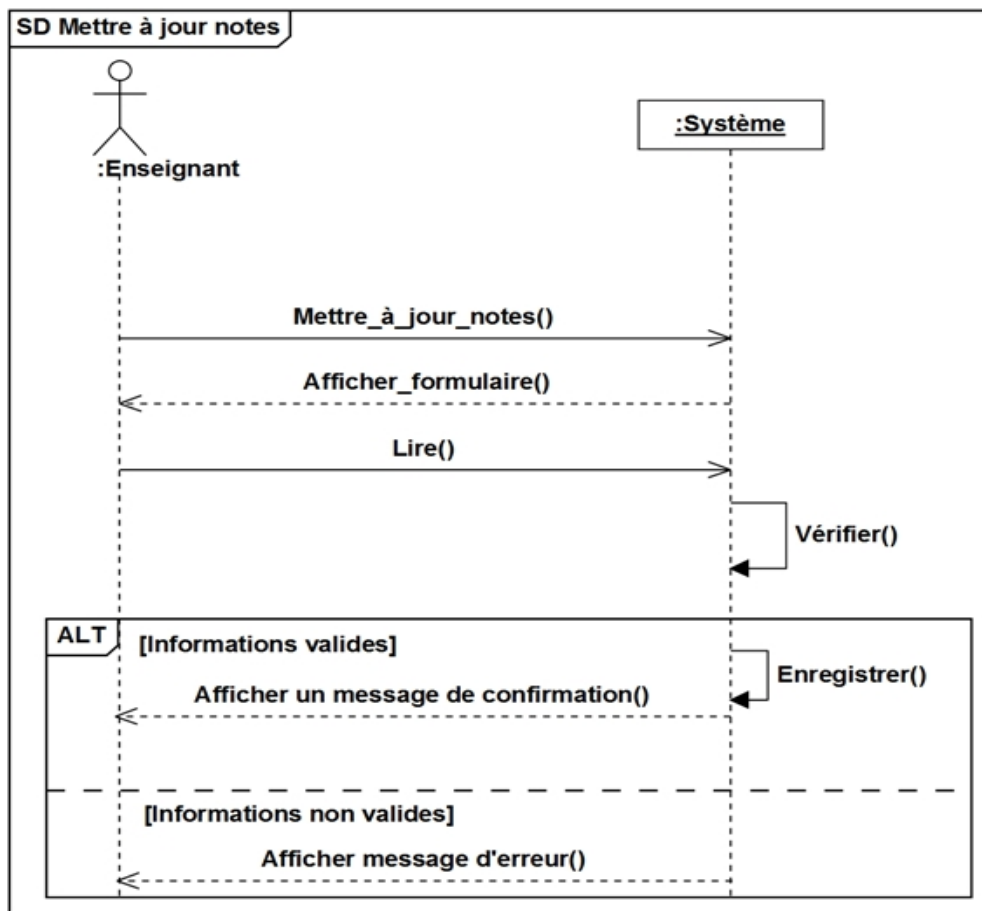 SD Mettre à jour notes
:Enseignant
:Système
Mettre_à_jour_notes()
Afficher_formulaire()
Lire()
Vérifier()
ALT
[Informations valides]
Enregistrer()
Afficher un message de confirmation()
[Informations non valides]
Afficher message d'erreur()